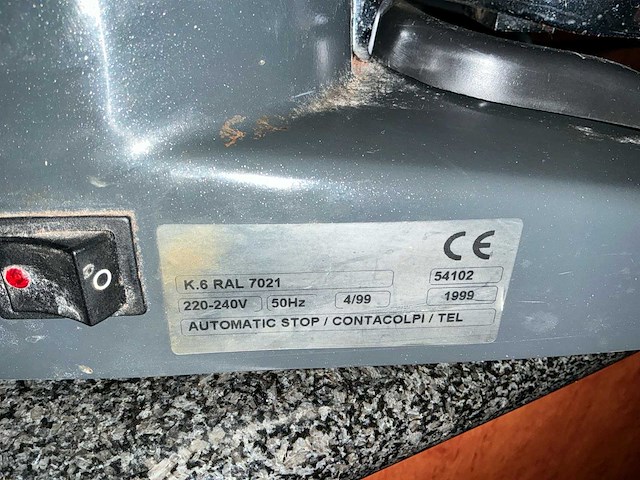 CE
K.6 RAL 7021 54102
220-240V 50Hz 4/99 1999
AUTOMATIC STOP / CONTACOLPI / TEL
O